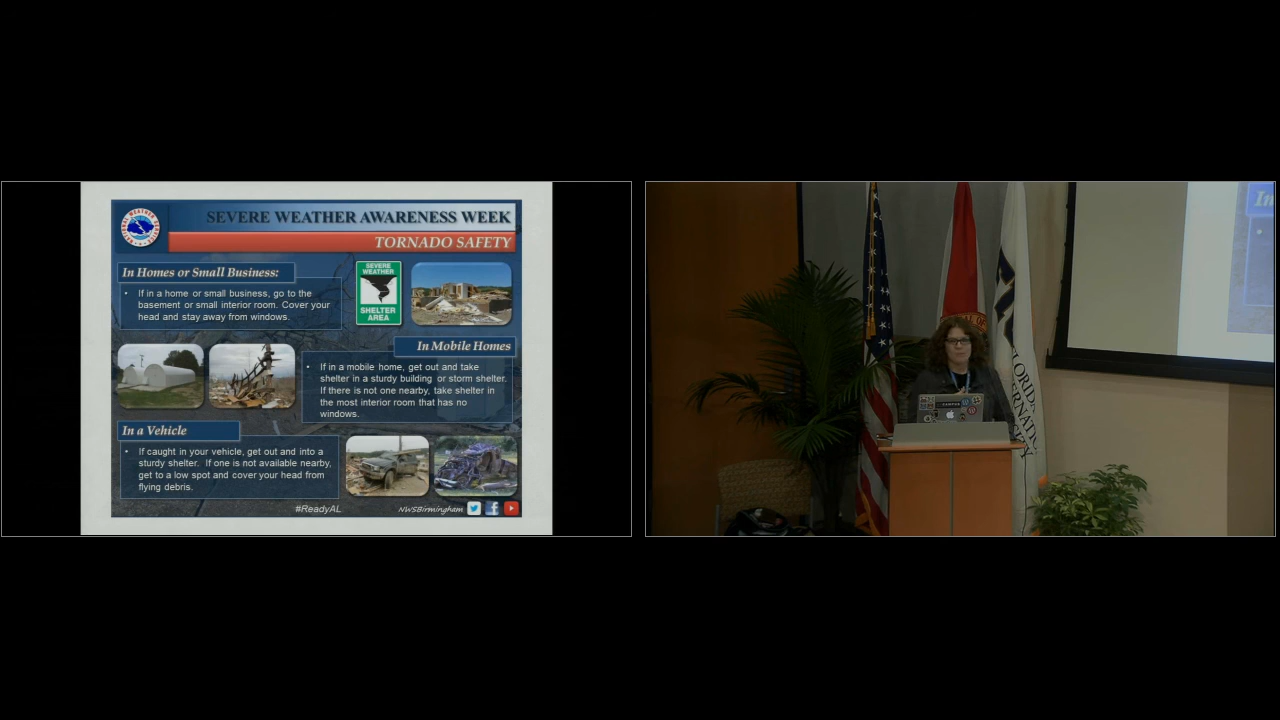 SEVERE WEATHER AWARENESS WEEK
TORNADO SAFETY
In Homes or Small Business:
• If in a home or small business, go to the
basement or small interior room. Cover your
head and stay away from windows.
SEVERE
WEATHER
SHELTER
AREA
In Mobile Homes
• If in a mobile home, get out and take
shelter in a sturdy building or storm shelter.
If there is not one nearby, take shelter in
the most interior room that has no
windows.
In a Vehicle
• If caught in your vehicle, get out and into a
sturdy shelter. If one is not available nearby,
get to a low spot and cover your head from
flying debris.
#ReadyAL
NWSBirmingham
In